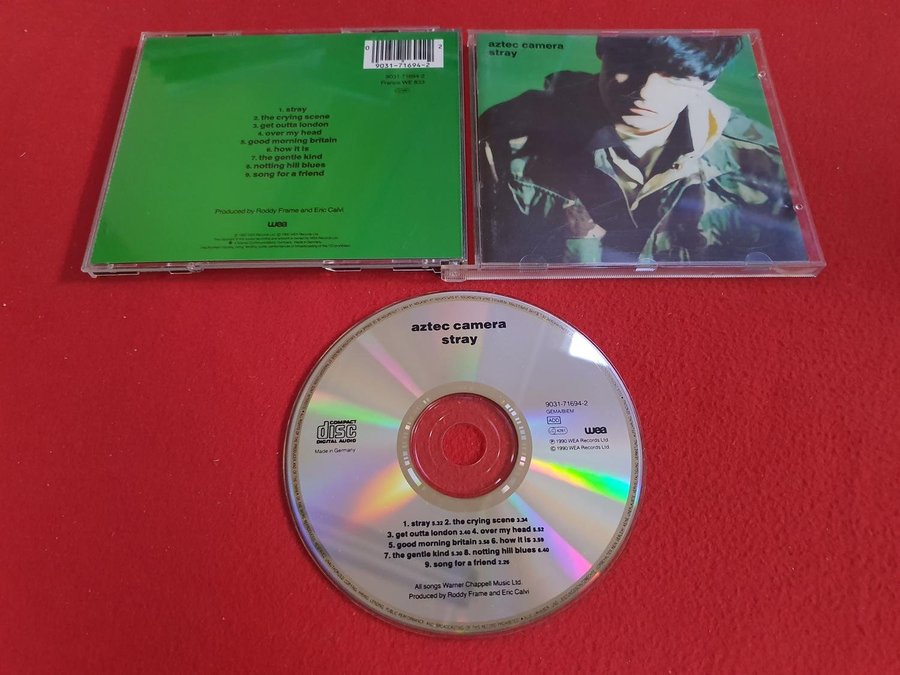 0
2
9031-71694-2
9031-71694-2
France WE 833
1. stray
2. the crying scene
3. get outta london
4. over my head
5. good morning britain
6. how it is
7. the gentle kind
8. notting hill blues
9. song for a friend
Produced by Roddy Frame and Eric Calvi
wea
aztec camera
stray
aztec camera
stray
COMPACT
disc
DIGITAL AUDIO
Made in Germany
9031-71694-2
GEMA/BIEM
ADD
wea
℗ 1990 WEA Records Ltd
© 1990 WEA Records Ltd
1. stray 5.22 2. the crying scene 3.34
3. get outta london 3.40 4. over my head 5.52
5. good morning britain 3.58 6. how it is 3.59
7. the gentle kind 5.30 8. notting hill blues 6.40
9. song for a friend 2.26
All songs Warner Chappell Music Ltd.
Produced by Roddy Frame and Eric Calvi